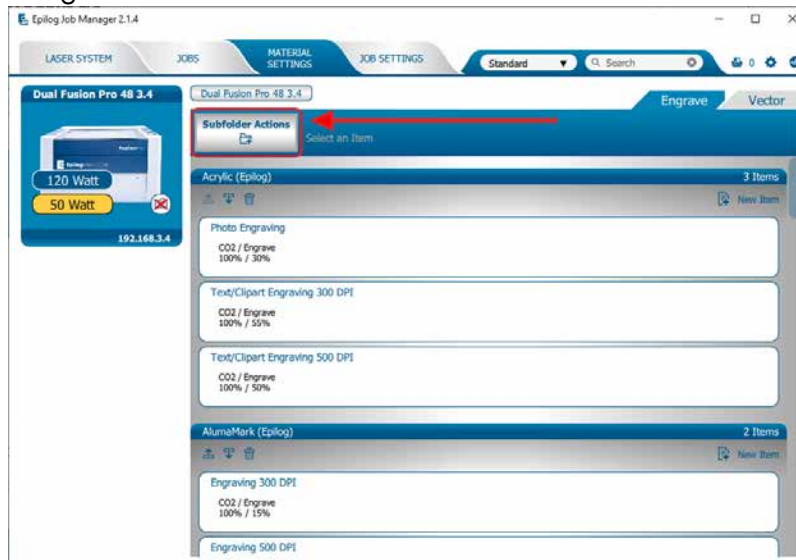 Epilog Job Manager 2.1.4
LASER SYSTEM
JOBS
MATERIAL
SETTINGS
JOB SETTINGS
Standard
Search
0
Dual Fusion Pro 48 3.4
120 Watt
50 Watt
192.168.3.4
Dual Fusion Pro 48 3.4
Engrave
Vector
Subfolder Actions
Select an Item
Acrylic (Epilog)
3 Items
New Item
Photo Engraving
CO2 / Engrave
100% / 30%
Text/Clipart Engraving 300 DPI
CO2 / Engrave
100% / 55%
Text/Clipart Engraving 500 DPI
CO2 / Engrave
100% / 50%
AlumaMark (Epilog)
2 Items
New Item
Engraving 300 DPI
CO2 / Engrave
100% / 15%
Engraving 500 DPI